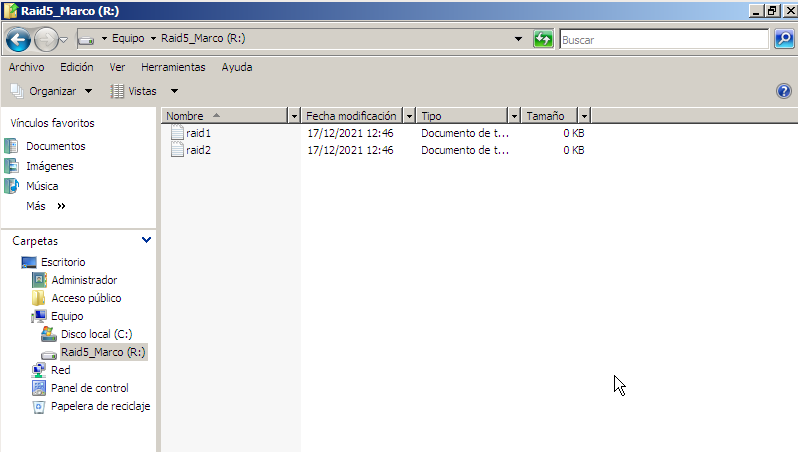 Raid5_Marco (R:)
Equipo Raid5_Marco (R:) Buscar
Archivo Edición Ver Herramientas Ayuda
Organizar Vistas
Vínculos favoritos
Documentos
Imágenes
Música
Más
Carpetas
Escritorio
Administrador
Acceso público
Equipo
Disco local (C:)
Raid5_Marco (R:)
Red
Panel de control
Papelera de reciclaje
Nombre Fecha modificación Tipo Tamaño
raid1 17/12/2021 12:46 Documento de t... 0 KB
raid2 17/12/2021 12:46 Documento de t... 0 KB